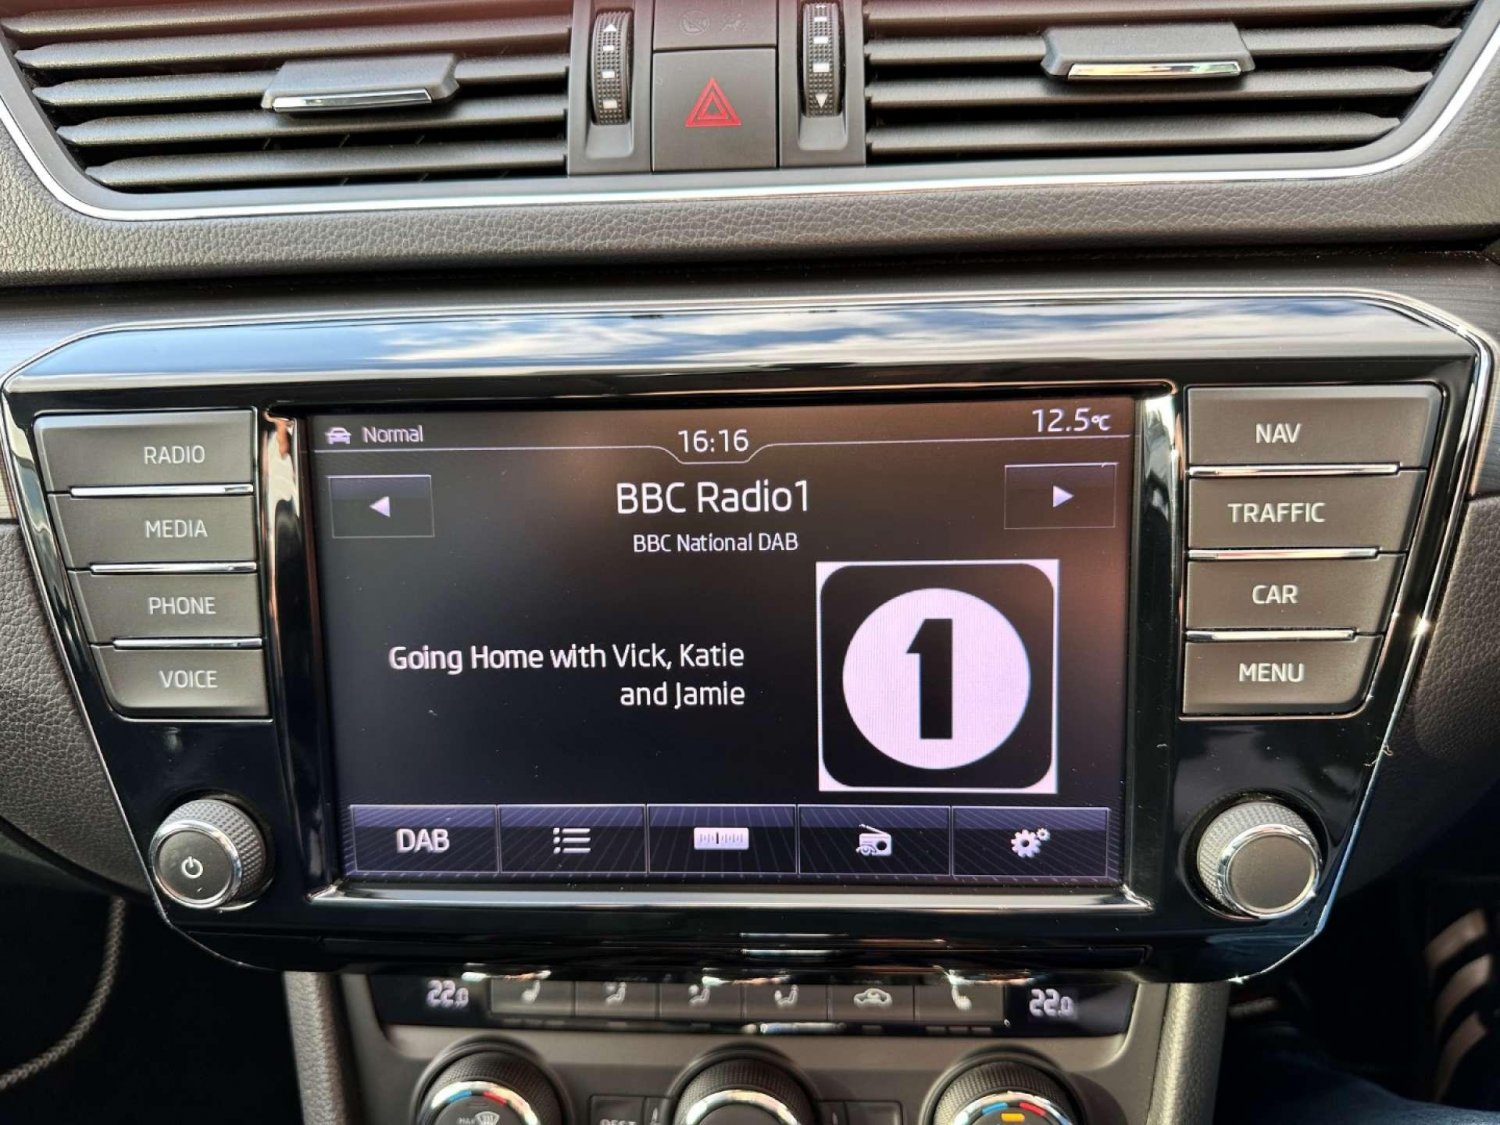 Normal
16:16
12.5°C
BBC Radio1
BBC National DAB
Going Home with Vick, Katie
and Jamie
1
DAB
RADIO
MEDIA
PHONE
VOICE
NAV
TRAFFIC
CAR
MENU
22.0
22.0
MAX